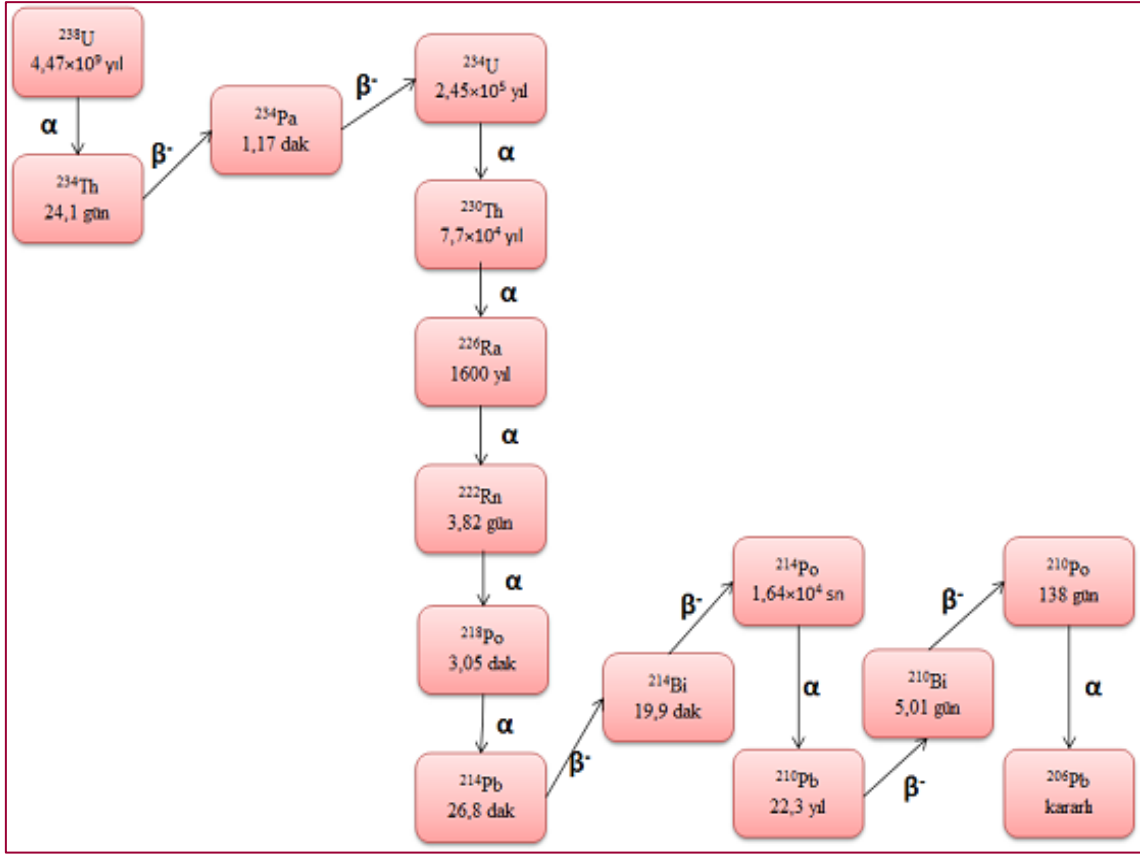 ²³⁸U
4,47×10⁹ yıl
α
²³⁴Th
24,1 gün
β⁻
²³⁴Pa
1,17 dak
β⁻
²³⁴U
2,45×10⁵ yıl
α
²³⁰Th
7,7×10⁴ yıl
α
²²⁶Ra
1600 yıl
α
²²²Rn
3,82 gün
α
²¹⁸Po
3,05 dak
α
²¹⁴Pb
26,8 dak
β⁻
²¹⁴Bi
19,9 dak
β⁻
²¹⁴Po
1,64×10⁴ sn
α
²¹⁰Pb
22,3 yıl
β⁻
²¹⁰Bi
5,01 gün
β⁻
²¹⁰Po
138 gün
α
²⁰⁶Pb
kararlı